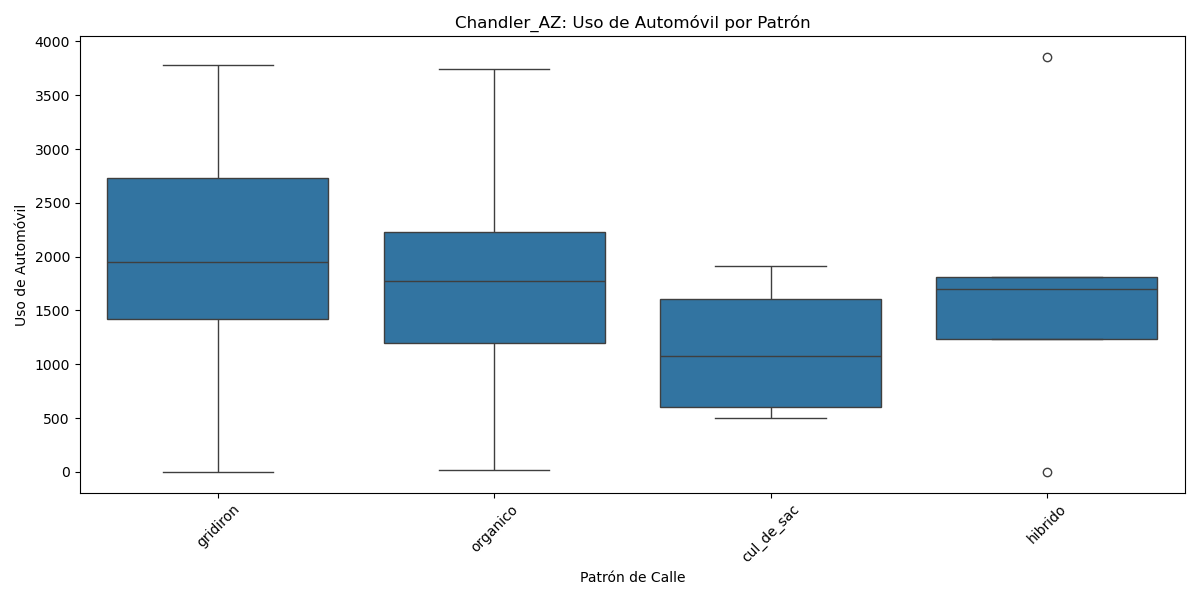 Chandler_AZ: Uso de Automóvil por Patrón
Uso de Automóvil
4000
3500
3000
2500
2000
1500
1000
500
0
gridiron
organico
cul_de_sac
hibrido
Patrón de Calle